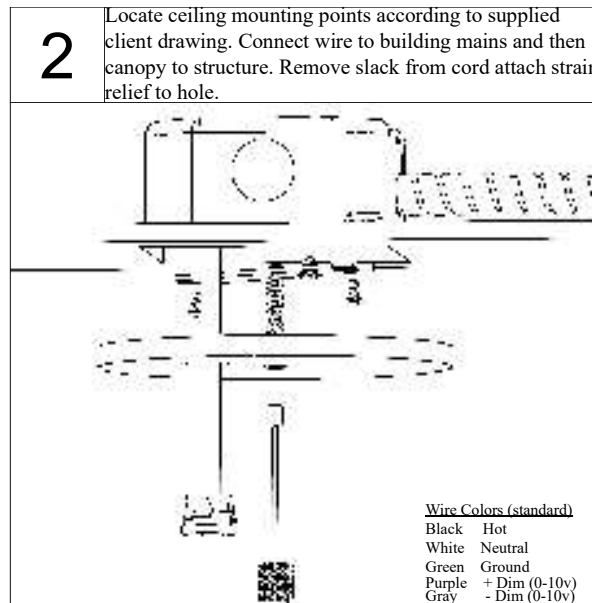 2
Locate ceiling mounting points according to supplied
client drawing. Connect wire to building mains and then
canopy to structure. Remove slack from cord attach strain
relief to hole.
Wire Colors (standard)
Black Hot
White Neutral
Green Ground
Purple + Dim (0-10v)
Gray - Dim (0-10v)